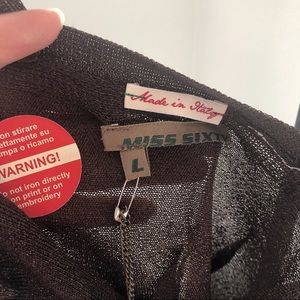 Made in Italy
MISS SIXTY
L
on stirare
rettamente su
mpa o ricamo
WARNING!
o not iron directly
on print or on
embroidery